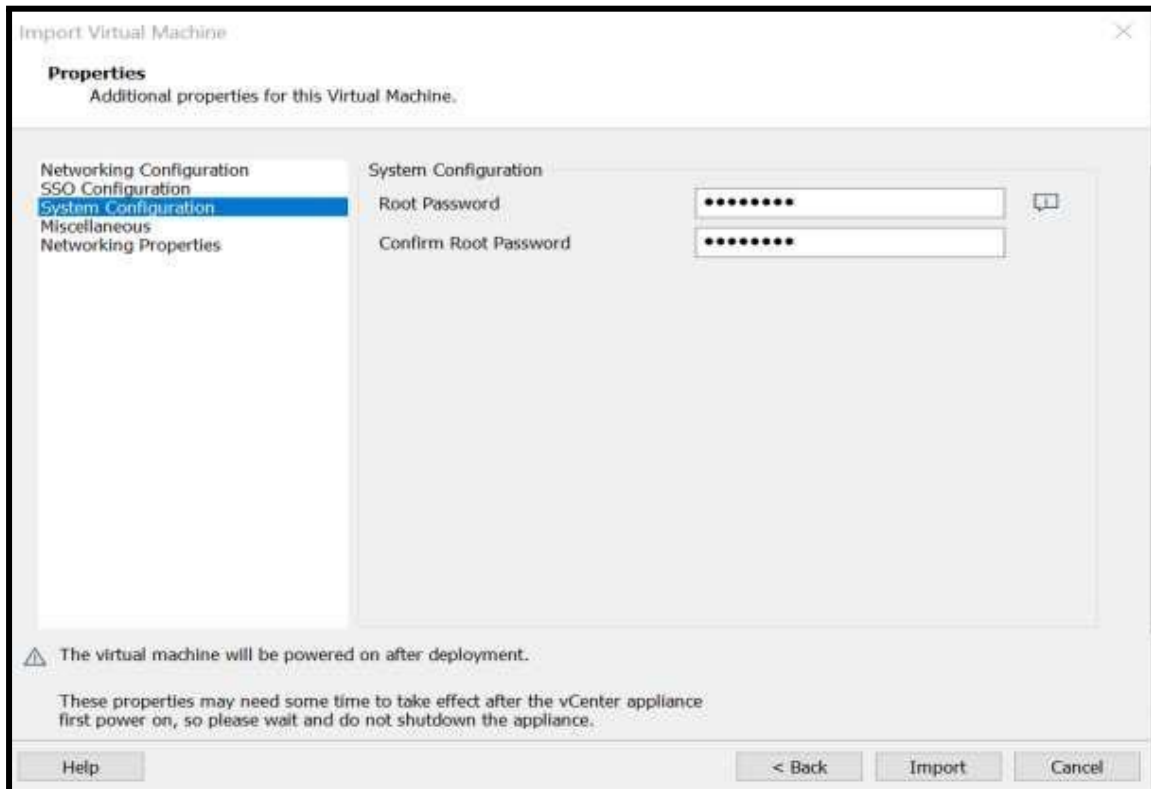 Import Virtual Machine
Properties
Additional properties for this Virtual Machine.
Networking Configuration
SSO Configuration
System Configuration
Miscellaneous
Networking Properties
System Configuration
Root Password
••••••••
Confirm Root Password
••••••••
The virtual machine will be powered on after deployment.
These properties may need some time to take effect after the vCenter appliance
first power on, so please wait and do not shutdown the appliance.
Help
< Back
Import
Cancel